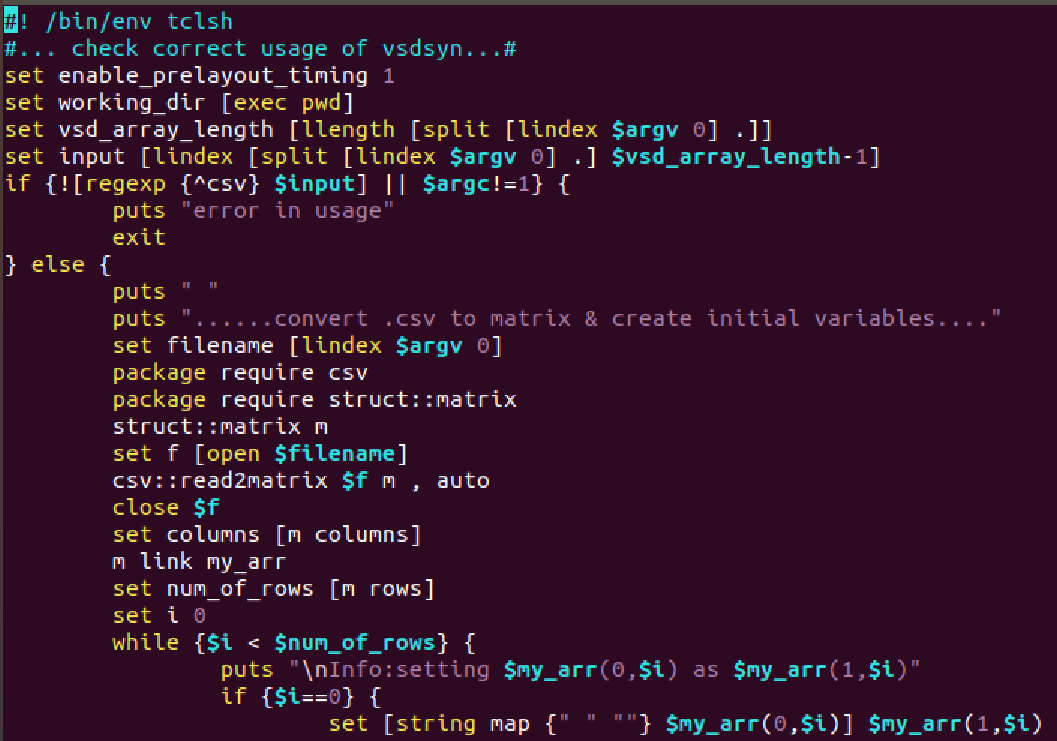 #! /bin/env tclsh
#... check correct usage of vsdsyn...#
set enable_prelayout_timing 1
set working_dir [exec pwd]
set vsd_array_length [llength [split [lindex $argv 0] .]]
set input [lindex [split [lindex $argv 0] .] $vsd_array_length-1]
if {![regexp {^csv} $input] || $argc!=1} {
        puts "error in usage"
        exit
} else {
        puts " "
        puts "......convert .csv to matrix & create initial variables...."
        set filename [lindex $argv 0]
        package require csv
        package require struct::matrix
        struct::matrix m
        set f [open $filename]
        csv::read2matrix $f m , auto
        close $f
        set columns [m columns]
        m link my_arr
        set num_of_rows [m rows]
        set i 0
        while {$i < $num_of_rows} {
                puts "\nInfo:setting $my_arr(0,$i) as $my_arr(1,$i)"
                if {$i==0} {
                        set [string map {" " ""} $my_arr(0,$i)] $my_arr(1,$i)